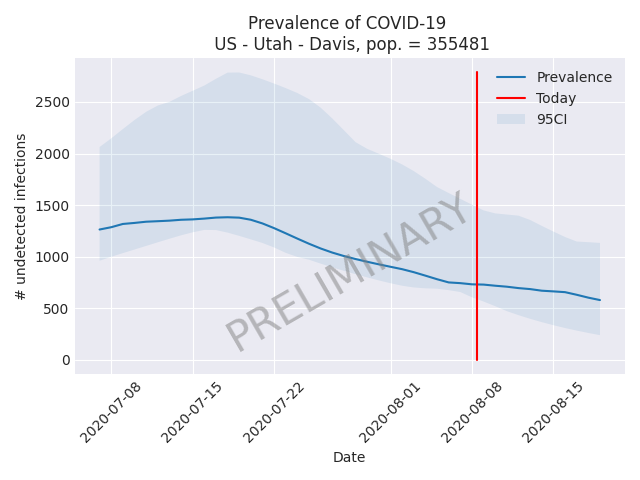 Prevalence of COVID-19
US - Utah - Davis, pop. = 355481
Prevalence
Today
95CI
# undetected infections
2500
2000
1500
1000
500
0
PRELIMINARY
2020-07-08
2020-07-15
2020-07-22
2020-08-01
2020-08-08
2020-08-15
Date